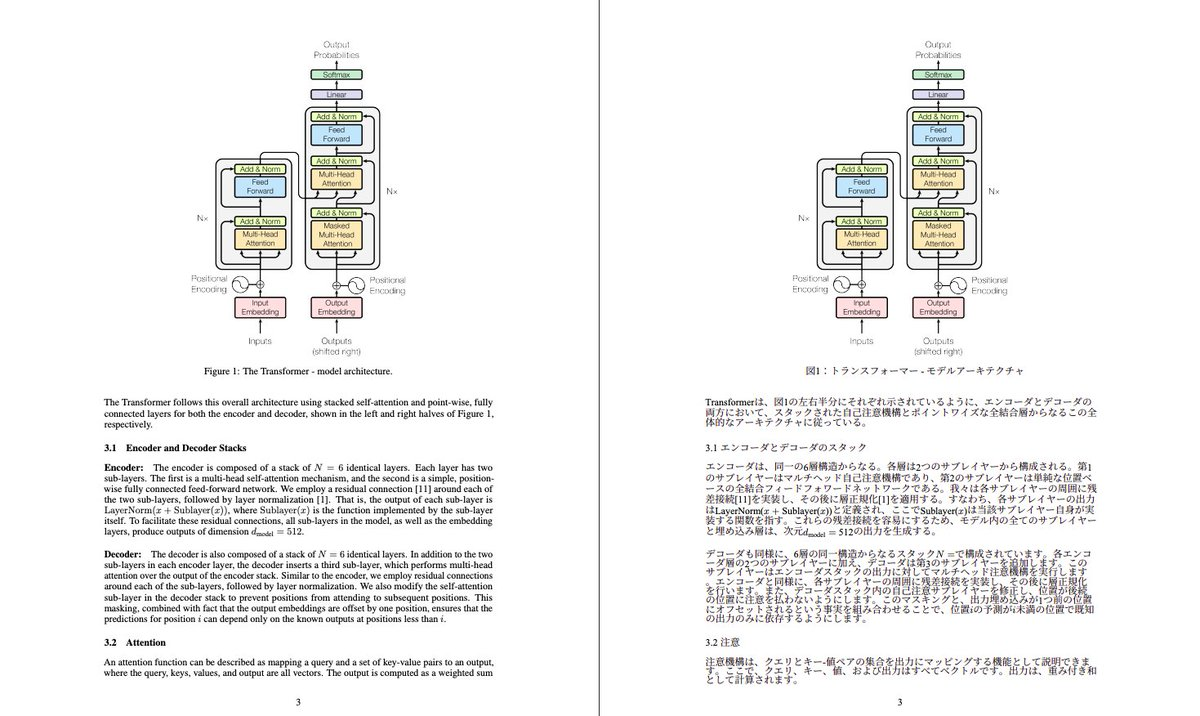 Output
Probabilities
Softmax
Linear
Add & Norm
Feed
Forward
Add & Norm
Multi-Head
Attention
Add & Norm
Feed
Forward
N×
Add & Norm
Masked
Multi-Head
Attention
N×
Add & Norm
Multi-Head
Attention
Positional
Encoding
Positional
Encoding
Input
Embedding
Output
Embedding
Inputs
Outputs
(shifted right)
Figure 1: The Transformer - model architecture.
The Transformer follows this overall architecture using stacked self-attention and point-wise, fully
connected layers for both the encoder and decoder, shown in the left and right halves of Figure 1,
respectively.
3.1 Encoder and Decoder Stacks
Encoder: The encoder is composed of a stack of N = 6 identical layers. Each layer has two
sub-layers. The first is a multi-head self-attention mechanism, and the second is a simple, position-
wise fully connected feed-forward network. We employ a residual connection [11] around each of
the two sub-layers, followed by layer normalization [1]. That is, the output of each sub-layer is
LayerNorm(x + Sublayer(x)), where Sublayer(x) is the function implemented by the sub-layer
itself. To facilitate these residual connections, all sub-layers in the model, as well as the embedding
layers, produce outputs of dimension dmodel = 512.
Decoder: The decoder is also composed of a stack of N = 6 identical layers. In addition to the two
sub-layers in each encoder layer, the decoder inserts a third sub-layer, which performs multi-head
attention over the output of the encoder stack. Similar to the encoder, we employ residual connections
around each of the sub-layers, followed by layer normalization. We also modify the self-attention
sub-layer in the decoder stack to prevent positions from attending to subsequent positions. This
masking, combined with fact that the output embeddings are offset by one position, ensures that the
predictions for position i can depend only on the known outputs at positions less than i.
3.2 Attention
An attention function can be described as mapping a query and a set of key-value pairs to an output,
where the query, keys, values, and output are all vectors. The output is computed as a weighted sum
3
Output
Probabilities
Softmax
Linear
Add & Norm
Feed
Forward
Add & Norm
Multi-Head
Attention
Add & Norm
Feed
Forward
N×
Add & Norm
Masked
Multi-Head
Attention
N×
Add & Norm
Multi-Head
Attention
Positional
Encoding
Positional
Encoding
Input
Embedding
Output
Embedding
Inputs
Outputs
(shifted right)
図1：トランスフォーマー - モデルアーキテクチャ
Transformerは、図1の左右半分にそれぞれ示されているように、エンコーダとデコーダの
両方において、スタックされた自己注意機構とポイントワイズな全結合層からなるこの全
体的なアーキテクチャに従っている。
3.1 エンコーダとデコーダのスタック
エンコーダは、同一の6層構造からなる。各層は2つのサブレイヤーから構成される。第1
のサブレイヤーはマルチヘッド自己注意機構であり、第2のサブレイヤーは単純な位置ベ
ースの全結合フィードフォワードネットワークである。我々は各サブレイヤーの周囲に残
差接続[11]を実装し、その後に層正規化[1]を適用する。すなわち、各サブレイヤーの出力
はLayerNorm(x + Sublayer(x))と定義され、ここでSublayer(x)は当該サブレイヤー自身が実
装する関数を指す。これらの残差接続を容易にするため、モデル内の全てのサブレイヤー
と埋め込み層は、次元dmodel = 512の出力を生成する。
デコーダも同様に、6層の同一構造からなるスタックN =で構成されています。各エンコ
ーダ層の2つのサブレイヤーに加え、デコーダは第3のサブレイヤーを追加します。この
サブレイヤーはエンコーダスタックの出力に対してマルチヘッド注意機構を実行します
。エンコーダと同様に、各サブレイヤーの周囲に残差接続を実装し、その後に層正規化
を行います。また、デコーダスタック内の自己注意サブレイヤーを修正し、位置が後続
の位置に注意を払わないようにします。このマスキングと、出力埋め込みが1つ前の位置
にオフセットされるという事実を組み合わせることで、位置iの予測がi未満の位置で既知
の出力のみに依存するようにします。
3.2 注意
注意機構は、クエリとキー-値ペアの集合を出力にマッピングする機能として説明できま
す。ここで、クエリ、キー、値、および出力はすべてベクトルです。出力は、重み付き和
として計算されます。
3